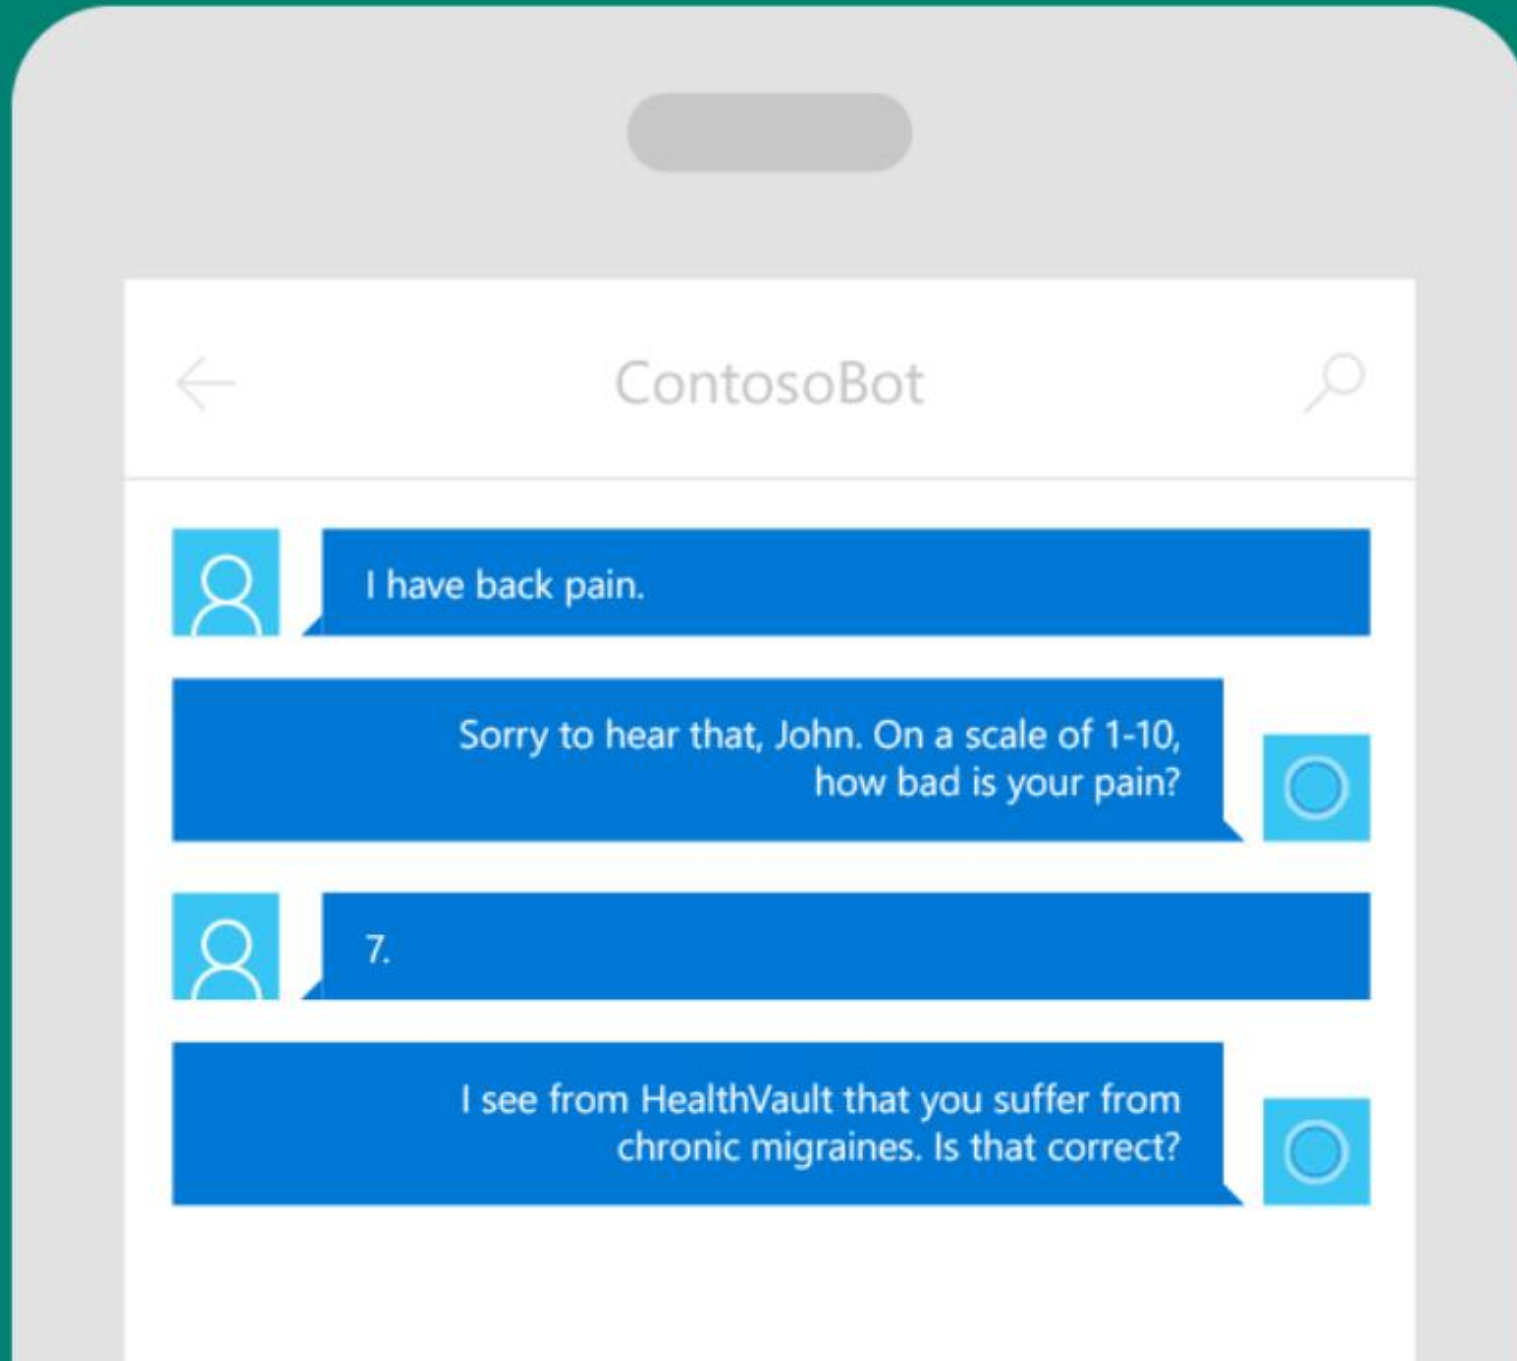 ContosoBot
I have back pain.
Sorry to hear that, John. On a scale of 1-10,
how bad is your pain?
7.
I see from HealthVault that you suffer from
chronic migraines. Is that correct?